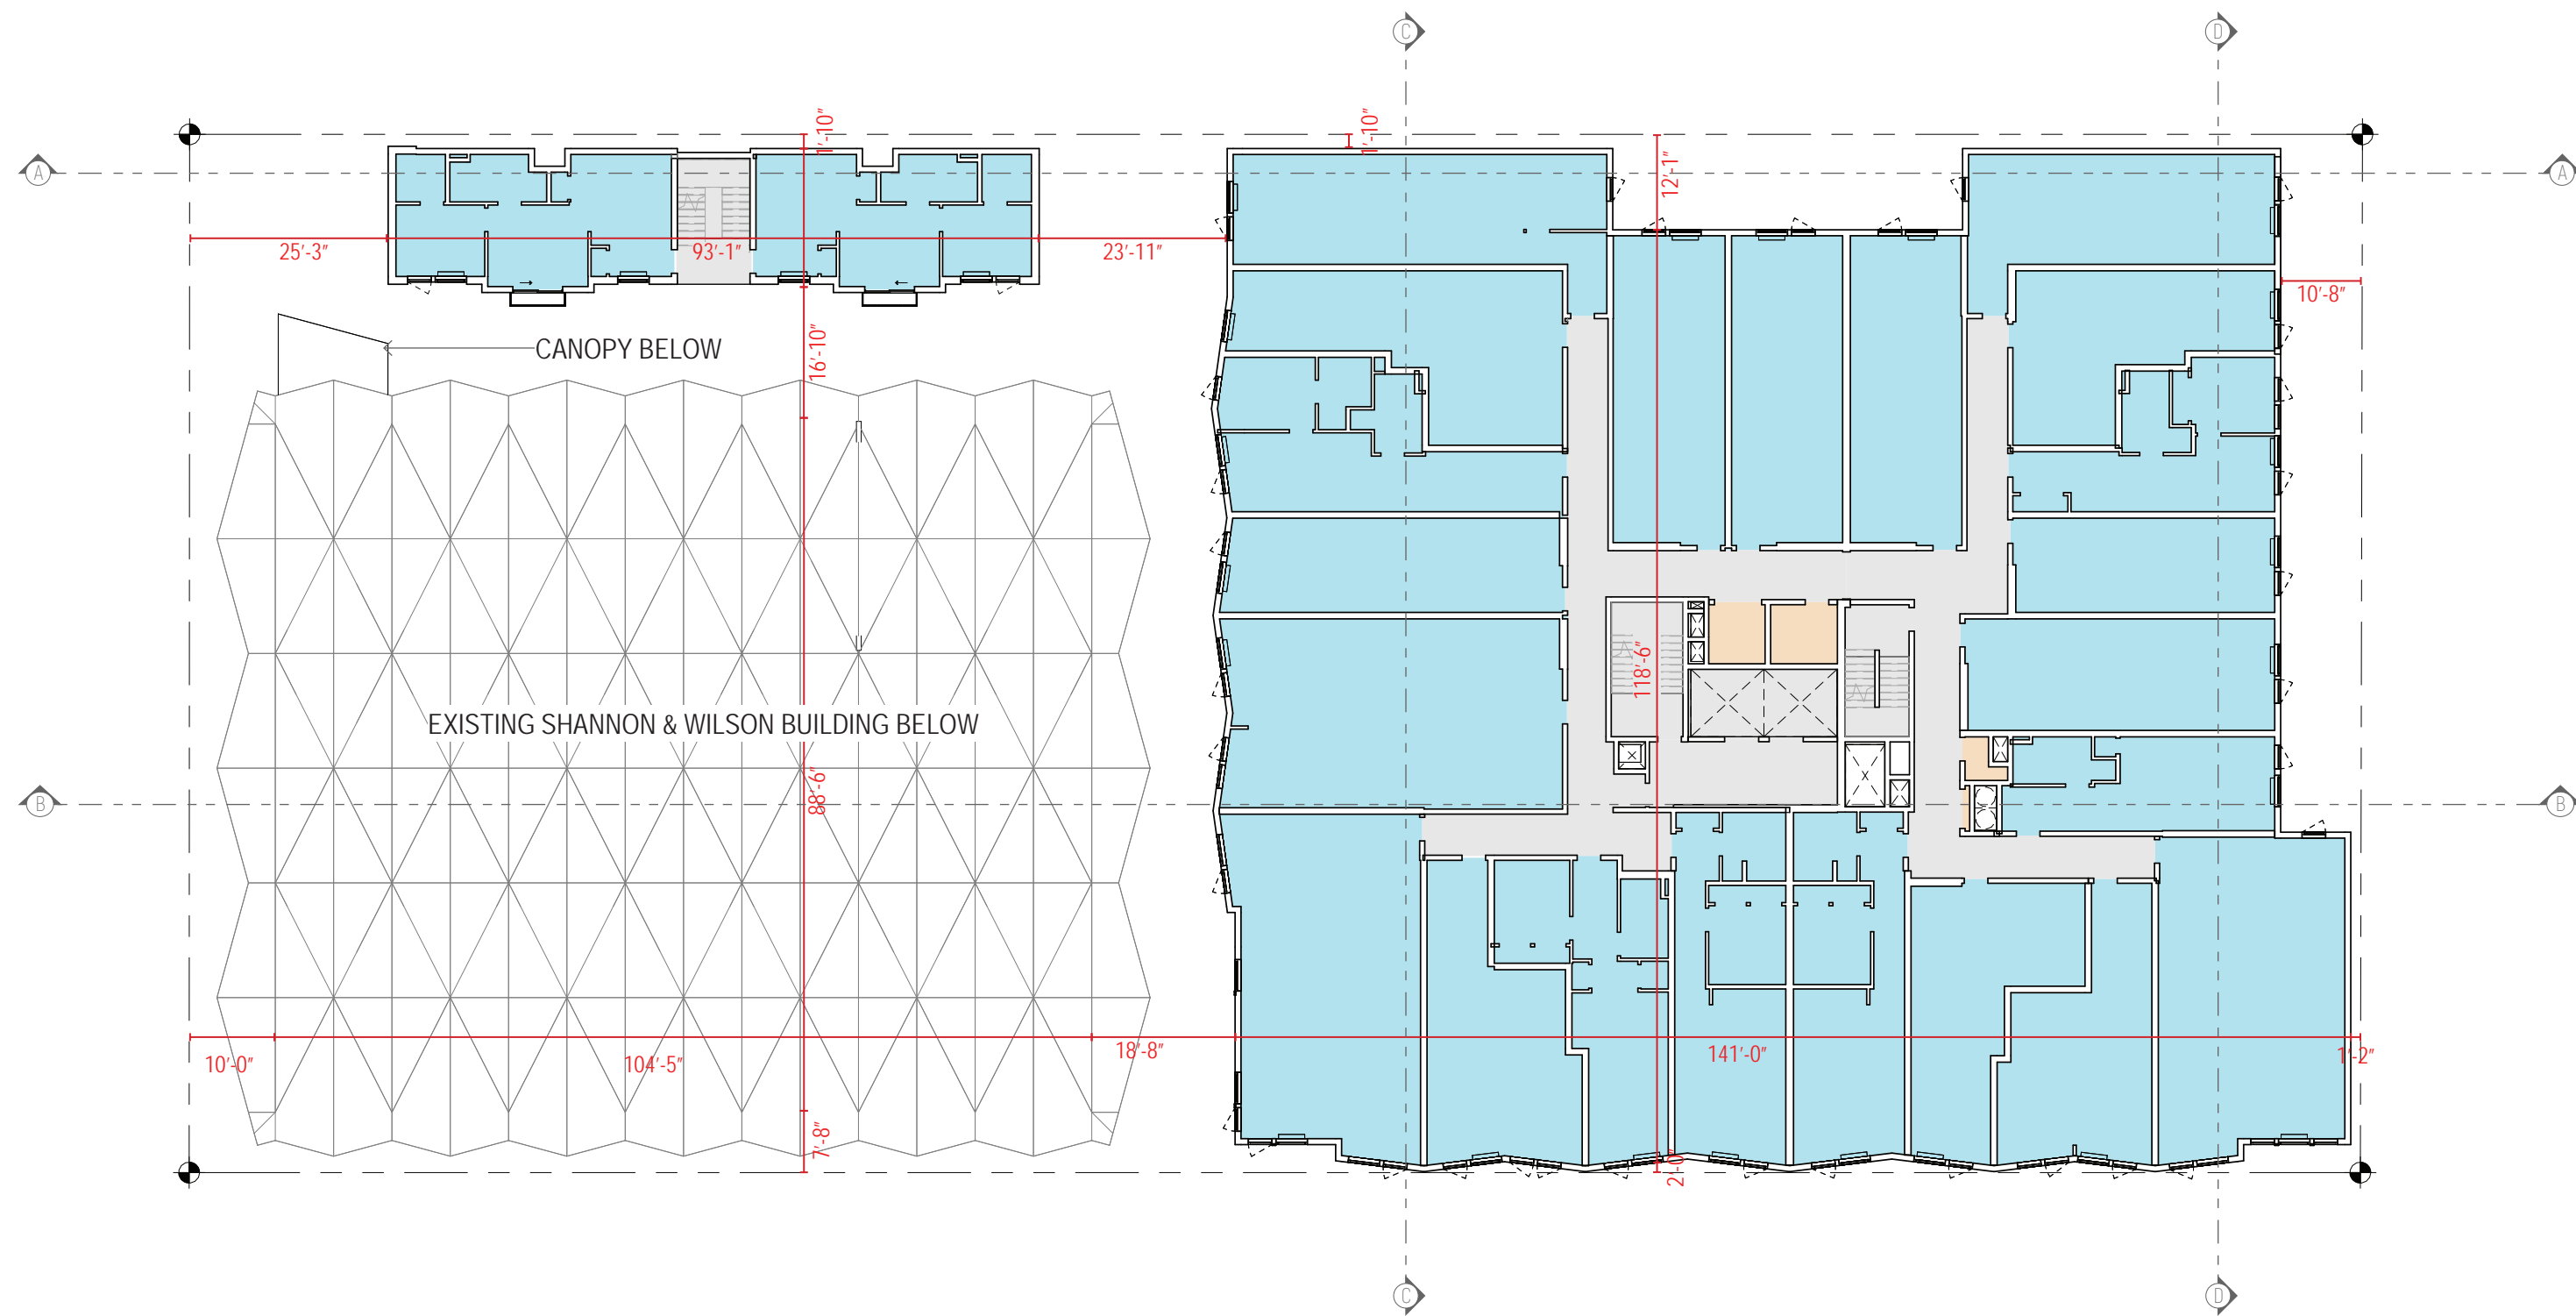 C
D
1'-10"
1'-10"
12'-1"
A
A
25'-3"
93'-1"
23'-11"
10'-8"
CANOPY BELOW
16'-10"
118'-6"
EXISTING SHANNON & WILSON BUILDING BELOW
88'-6"
B
B
10'-0"
104'-5"
18'-8"
141'-0"
1'-2"
7'-8"
2'-0"
C
D